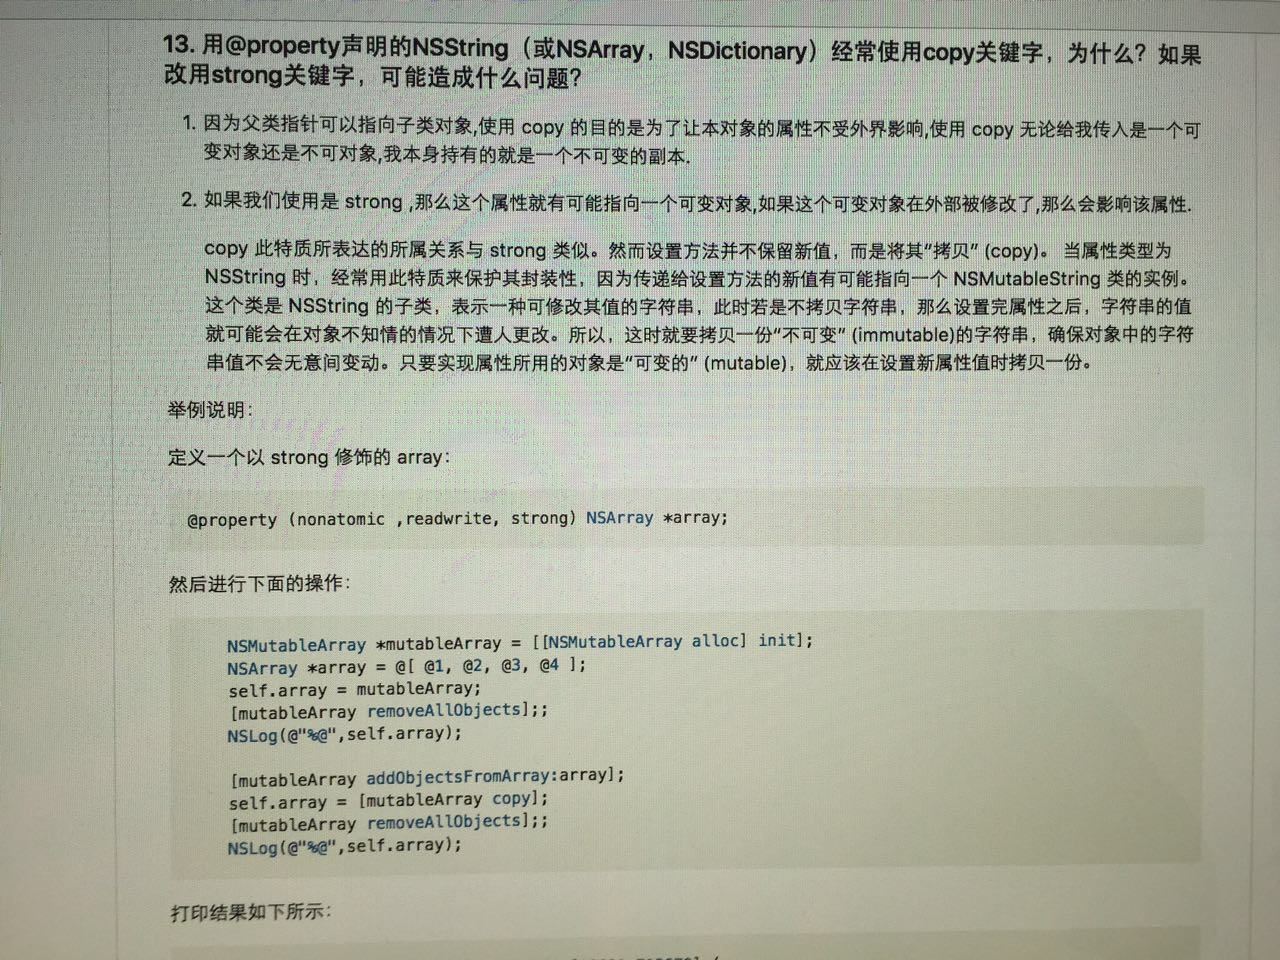 13. 用@property声明的NSString（或NSArray，NSDictionary）经常使用copy关键字，为什么？如果
改用strong关键字，可能造成什么问题？
1. 因为父类指针可以指向子类对象,使用 copy 的目的是为了让本对象的属性不受外界影响,使用 copy 无论给我传入是一个可
变对象还是不可对象,我本身持有的就是一个不可变的副本.
2. 如果我们使用是 strong ,那么这个属性就有可能指向一个可变对象,如果这个可变对象在外部被修改了,那么会影响该属性.
copy 此特质所表达的所属关系与 strong 类似。然而设置方法并不保留新值，而是将其“拷贝” (copy)。 当属性类型为
NSString 时，经常用此特质来保护其封装性，因为传递给设置方法的新值有可能指向一个 NSMutableString 类的实例。
这个类是 NSString 的子类，表示一种可修改其值的字符串，此时若是不拷贝字符串，那么设置完属性之后，字符串的值
就可能会在对象不知情的情况下遭人更改。所以，这时就要拷贝一份“不可变” (immutable)的字符串，确保对象中的字符
串值不会无意间变动。只要实现属性所用的对象是“可变的” (mutable)，就应该在设置新属性值时拷贝一份。
举例说明：
定义一个以 strong 修饰的 array：
@property (nonatomic ,readwrite, strong) NSArray *array;
然后进行下面的操作：
NSMutableArray *mutableArray = [[NSMutableArray alloc] init];
NSArray *array = @[ @1, @2, @3, @4 ];
self.array = mutableArray;
[mutableArray removeAllObjects];;
NSLog(@"%@",self.array);
[mutableArray addObjectsFromArray:array];
self.array = [mutableArray copy];
[mutableArray removeAllObjects];;
NSLog(@"%@",self.array);
打印结果如下所示：